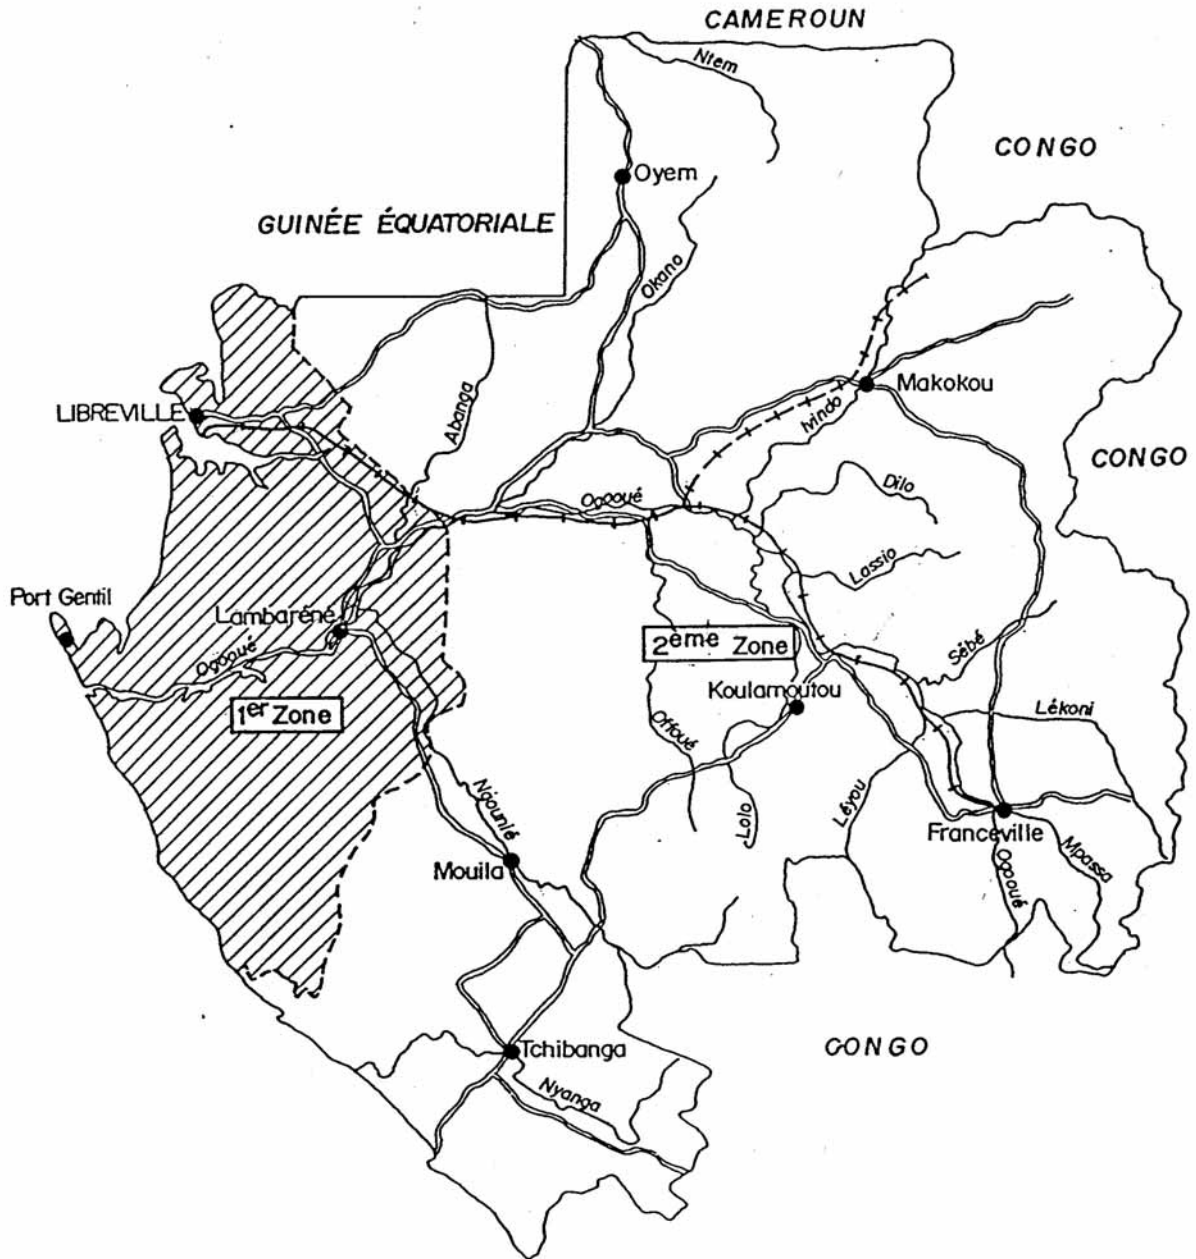 CAMEROUN
Ntem
CONGO
Oyem
GUINÉE ÉQUATORIALE
Okano
Makokou
LIBREVILLE
Abanga
Ivindo
CONGO
Ogooué
Dilo
Lassio
Port Gentil
Lambaréné
Ogooué
2ème Zone
Sébé
1er Zone
Koulamoutou
Offoué
Lékoni
Ngounié
Lolo
Léyou
Franceville
Mpassa
Mouila
Ogooué
CONGO
Tchibanga
Nyanga